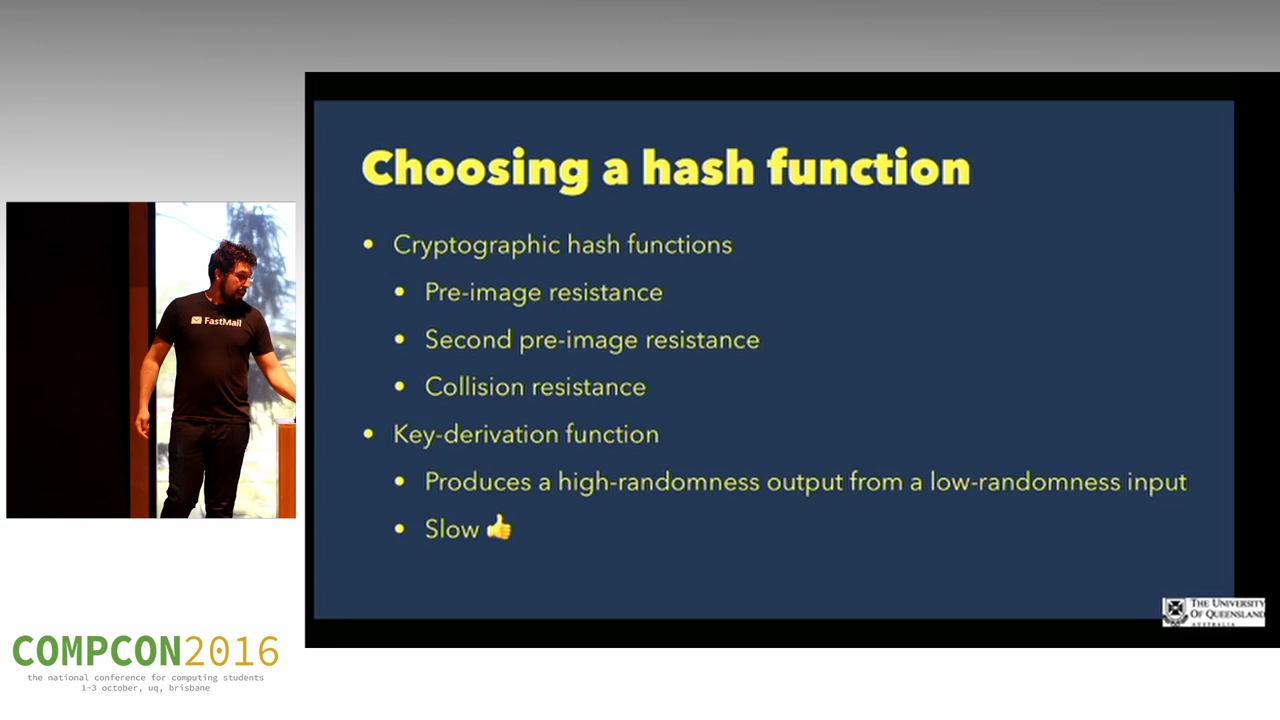 Choosing a hash function
• Cryptographic hash functions
• Pre-image resistance
• Second pre-image resistance
• Collision resistance
• Key-derivation function
• Produces a high-randomness output from a low-randomness input
• Slow 👍
FastMail
THE UNIVERSITY
OF QUEENSLAND
AUSTRALIA
COMPCON2016
the national conference for computing students
1-3 october, uq, brisbane